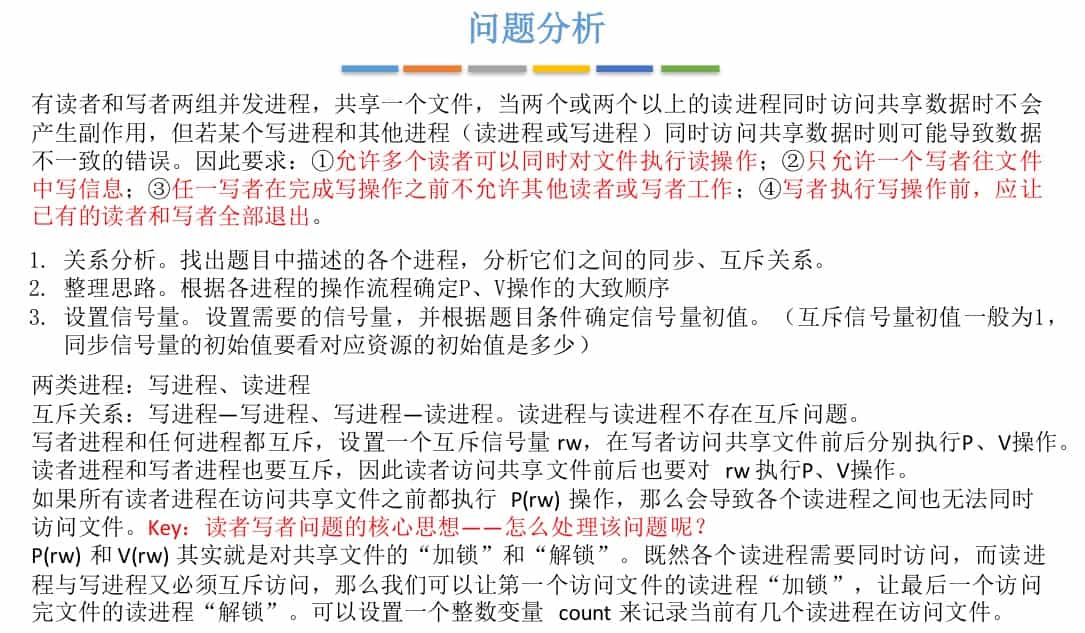 问题分析
有读者和写者两组并发进程，共享一个文件，当两个或两个以上的读进程同时访问共享数据时不会
产生副作用，但若某个写进程和其他进程（读进程或写进程）同时访问共享数据时则可能导致数据
不一致的错误。因此要求：①允许多个读者可以同时对文件执行读操作；②只允许一个写者往文件
中写信息；③任一写者在完成写操作之前不允许其他读者或写者工作；④写者执行写操作前，应让
已有的读者和写者全部退出。
1. 关系分析。找出题目中描述的各个进程，分析它们之间的同步、互斥关系。
2. 整理思路。根据各进程的操作流程确定P、V操作的大致顺序
3. 设置信号量。设置需要的信号量，并根据题目条件确定信号量初值。（互斥信号量初值一般为1，
同步信号量的初始值要看对应资源的初始值是多少）
两类进程：写进程、读进程
互斥关系：写进程—写进程、写进程—读进程。读进程与读进程不存在互斥问题。
写者进程和任何进程都互斥，设置一个互斥信号量 rw，在写者访问共享文件前后分别执行P、V操作。
读者进程和写者进程也要互斥，因此读者访问共享文件前后也要对 rw 执行P、V操作。
如果所有读者进程在访问共享文件之前都执行 P(rw) 操作，那么会导致各个读进程之间也无法同时
访问文件。Key：读者写者问题的核心思想——怎么处理该问题呢？
P(rw) 和 V(rw) 其实就是对共享文件的“加锁”和“解锁”。既然各个读进程需要同时访问，而读进
程与写进程又必须互斥访问，那么我们可以让第一个访问文件的读进程“加锁”，让最后一个访问
完文件的读进程“解锁”。可以设置一个整数变量 count 来记录当前有几个读进程在访问文件。